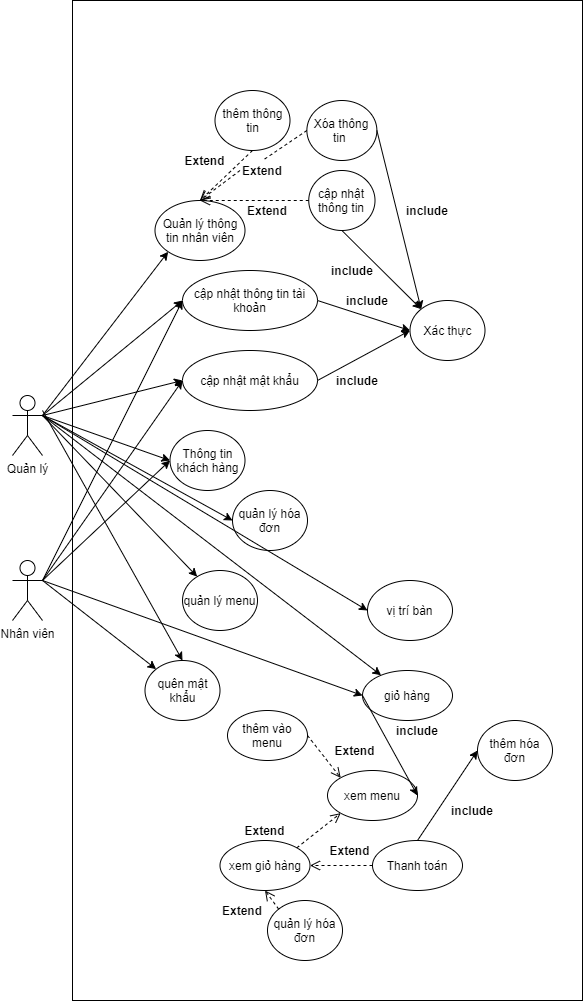 thêm thông
tin
Xóa thông
tin
Extend
Extend
cập nhật
thông tin
Extend
include
Quản lý thông
tin nhân viên
include
cập nhật thông tin tài
khoản
include
Xác thực
cập nhật mật khẩu
include
Quản lý
Thông tin
khách hàng
quản lý hóa
đơn
quản lý menu
vị trí bàn
Nhân viên
quên mật
khẩu
giỏ hàng
include
thêm vào
menu
Extend
thêm hóa
đơn
xem menu
include
Extend
Extend
xem giỏ hàng
Thanh toán
Extend
quản lý hóa
đơn